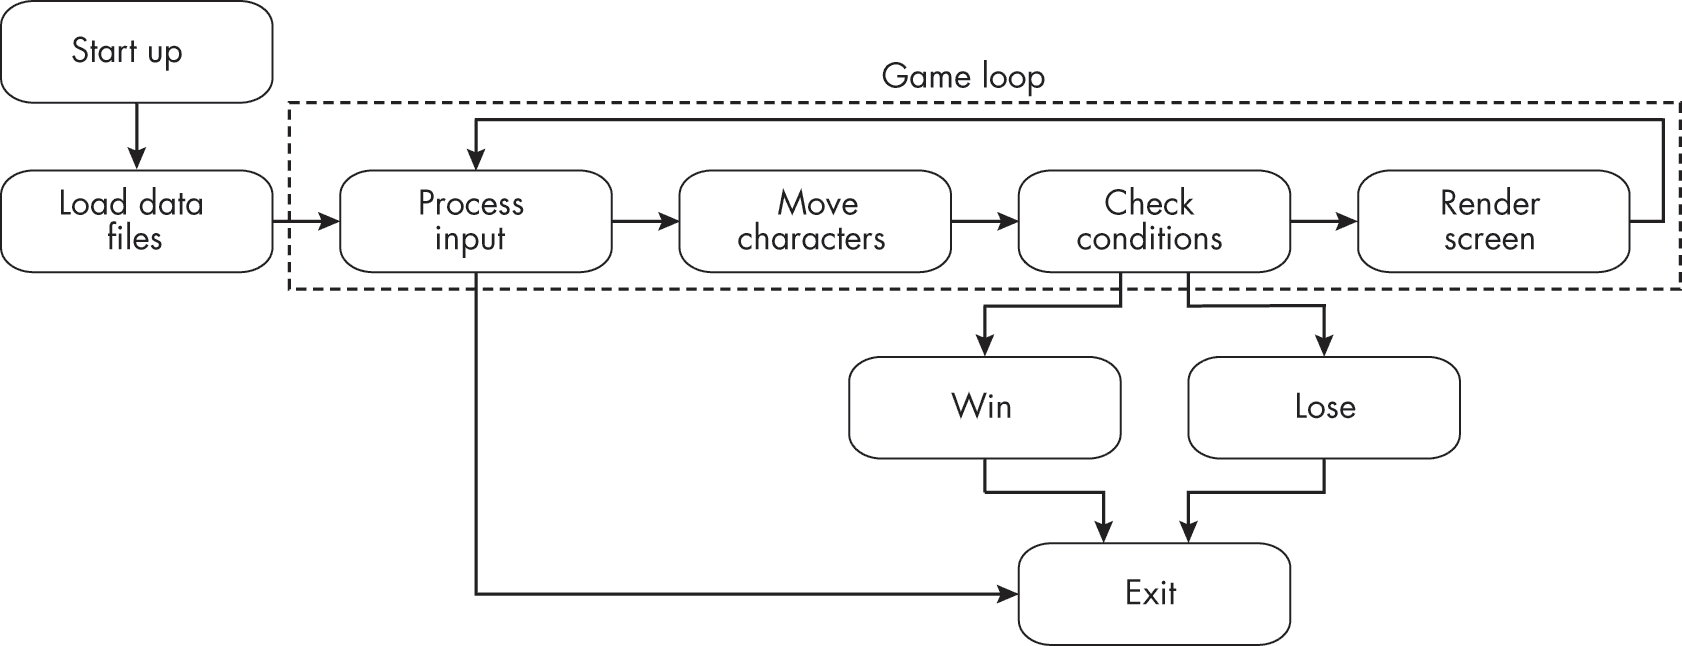 Start up
Game loop
Load data
files
Process
input
Move
characters
Check
conditions
Render
screen
Win
Lose
Exit